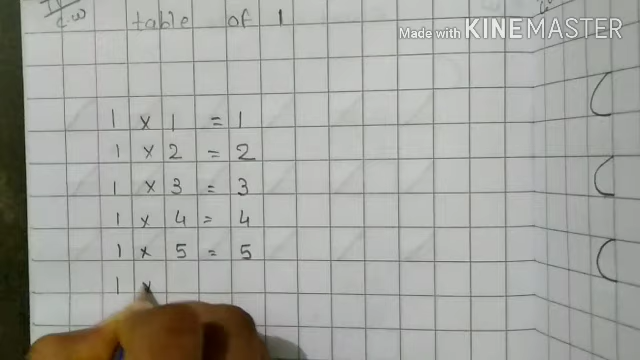 c.w
table of 1
Made with KINEMASTER
1 x 1 = 1
1 x 2 = 2
1 x 3 = 3
1 x 4 = 4
1 x 5 = 5
1 x